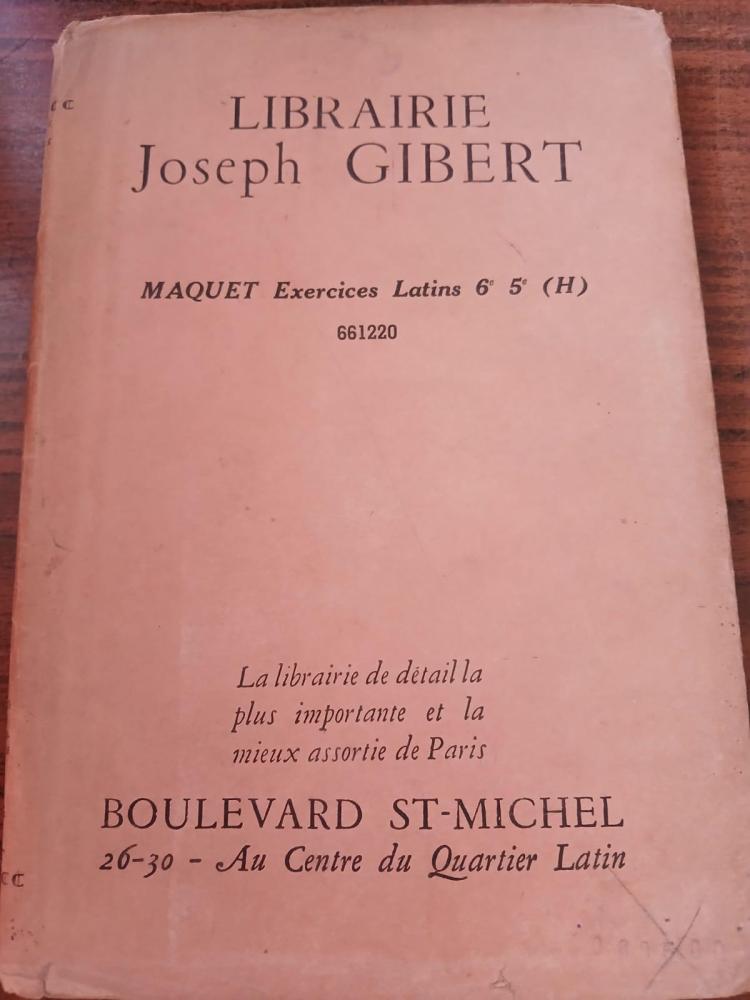 LIBRAIRIE
Joseph GIBERT
MAQUET Exercices Latins 6e 5e (H)
661220
La librairie de détail la
plus importante et la
mieux assortie de Paris
BOULEVARD ST-MICHEL
26-30 - Au Centre du Quartier Latin